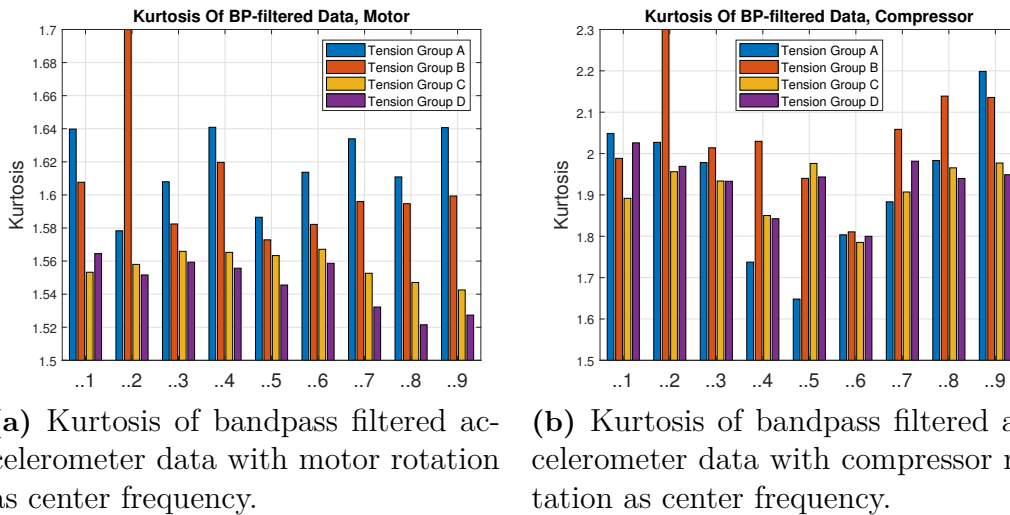 Kurtosis Of BP-filtered Data, Motor
1.7
1.68
1.66
1.64
1.62
1.6
1.58
1.56
1.54
1.52
1.5
Kurtosis
Tension Group A
Tension Group B
Tension Group C
Tension Group D
..1 ..2 ..3 ..4 ..5 ..6 ..7 ..8 ..9
(a) Kurtosis of bandpass filtered ac-
celerometer data with motor rotation
as center frequency.
Kurtosis Of BP-filtered Data, Compressor
2.3
2.2
2.1
2
1.9
1.8
1.7
1.6
1.5
Kurtosis
Tension Group A
Tension Group B
Tension Group C
Tension Group D
..1 ..2 ..3 ..4 ..5 ..6 ..7 ..8 ..9
(b) Kurtosis of bandpass filtered a
celerometer data with compressor r
tation as center frequency.